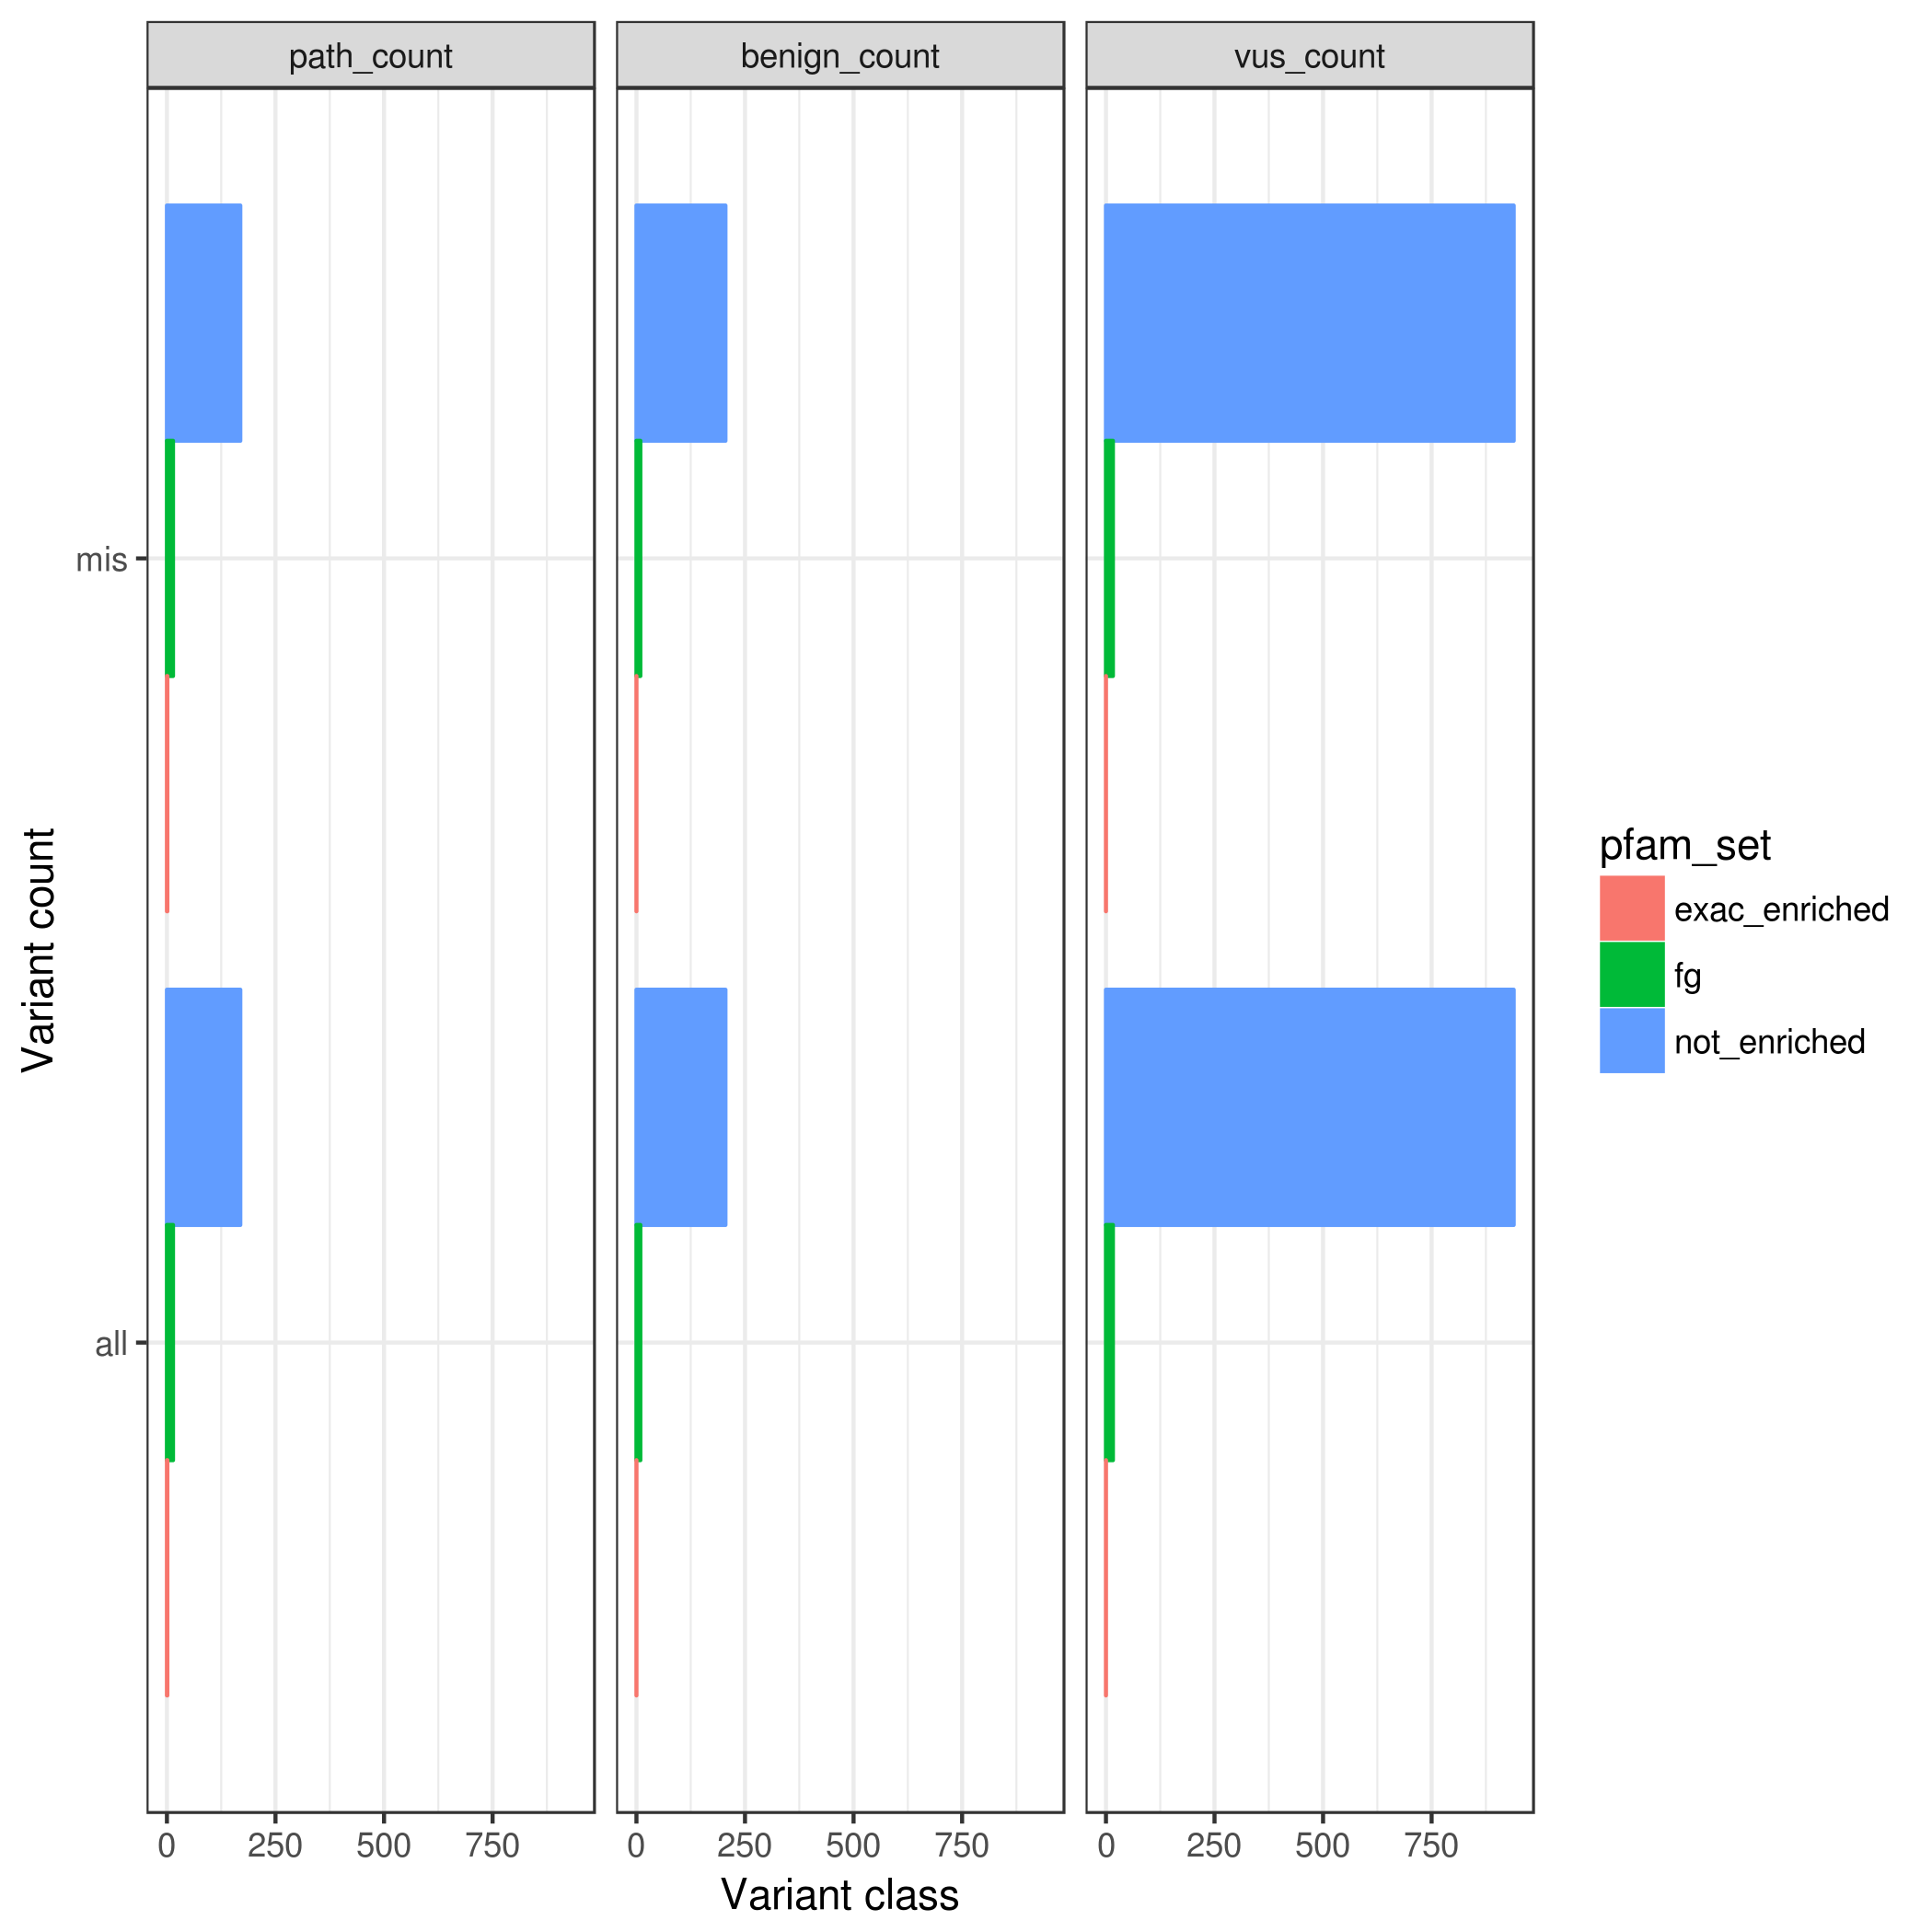 path_count benign_count vus_count
Variant count
mis
all
0 250 500 750 0 250 500 750 0 250 500 750
Variant class
pfam_set
exac_enriched
fg
not_enriched